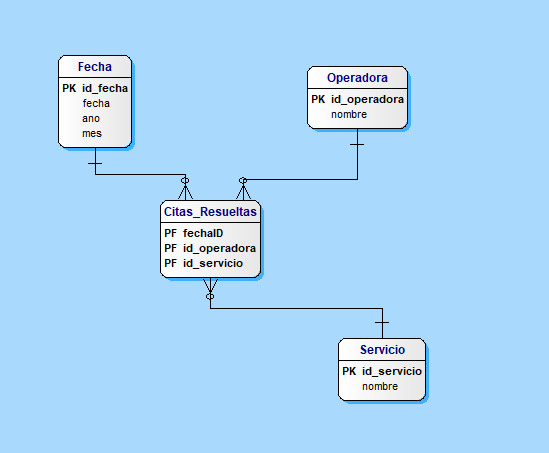 Fecha
PK id_fecha
fecha
ano
mes
Operadora
PK id_operadora
nombre
Citas_Resueltas
PF fechaID
PF id_operadora
PF id_servicio
Servicio
PK id_servicio
nombre